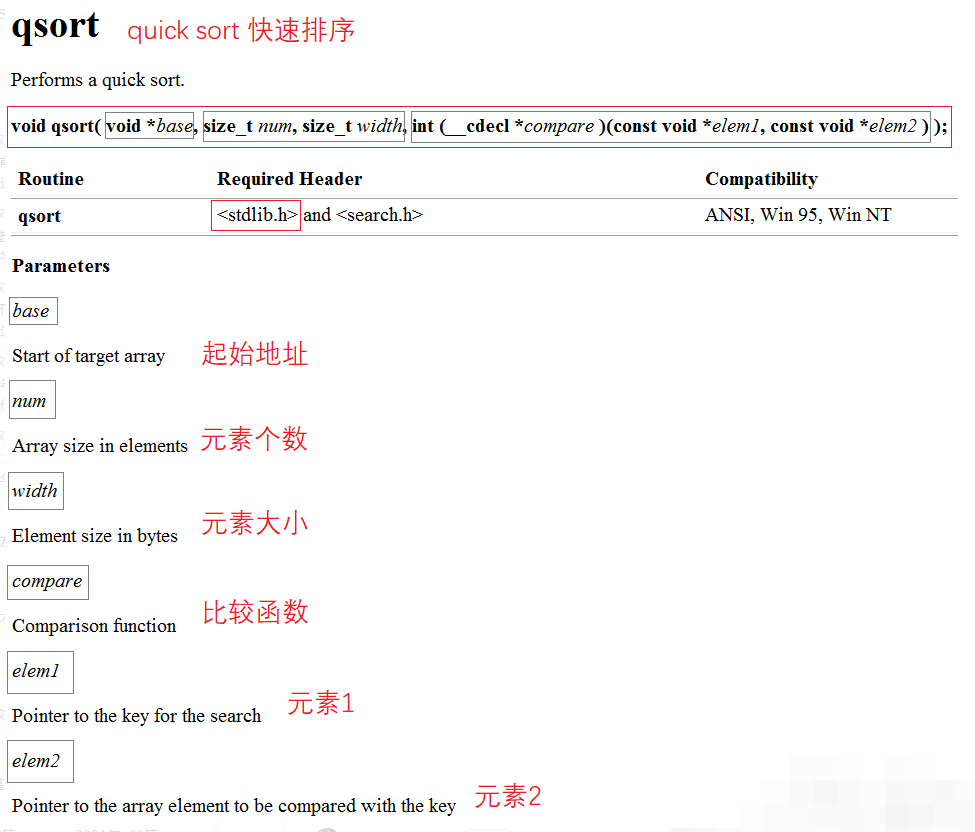 qsort quick sort 快速排序
Performs a quick sort.
void qsort( void *base, size_t num, size_t width, int (__cdecl *compare )(const void *elem1, const void *elem2 ) );
Routine Required Header Compatibility
qsort <stdlib.h> and <search.h> ANSI, Win 95, Win NT
Parameters
base
Start of target array 起始地址
num
Array size in elements 元素个数
width
Element size in bytes 元素大小
compare
Comparison function 比较函数
elem1
Pointer to the key for the search 元素1
elem2
Pointer to the array element to be compared with the key 元素2